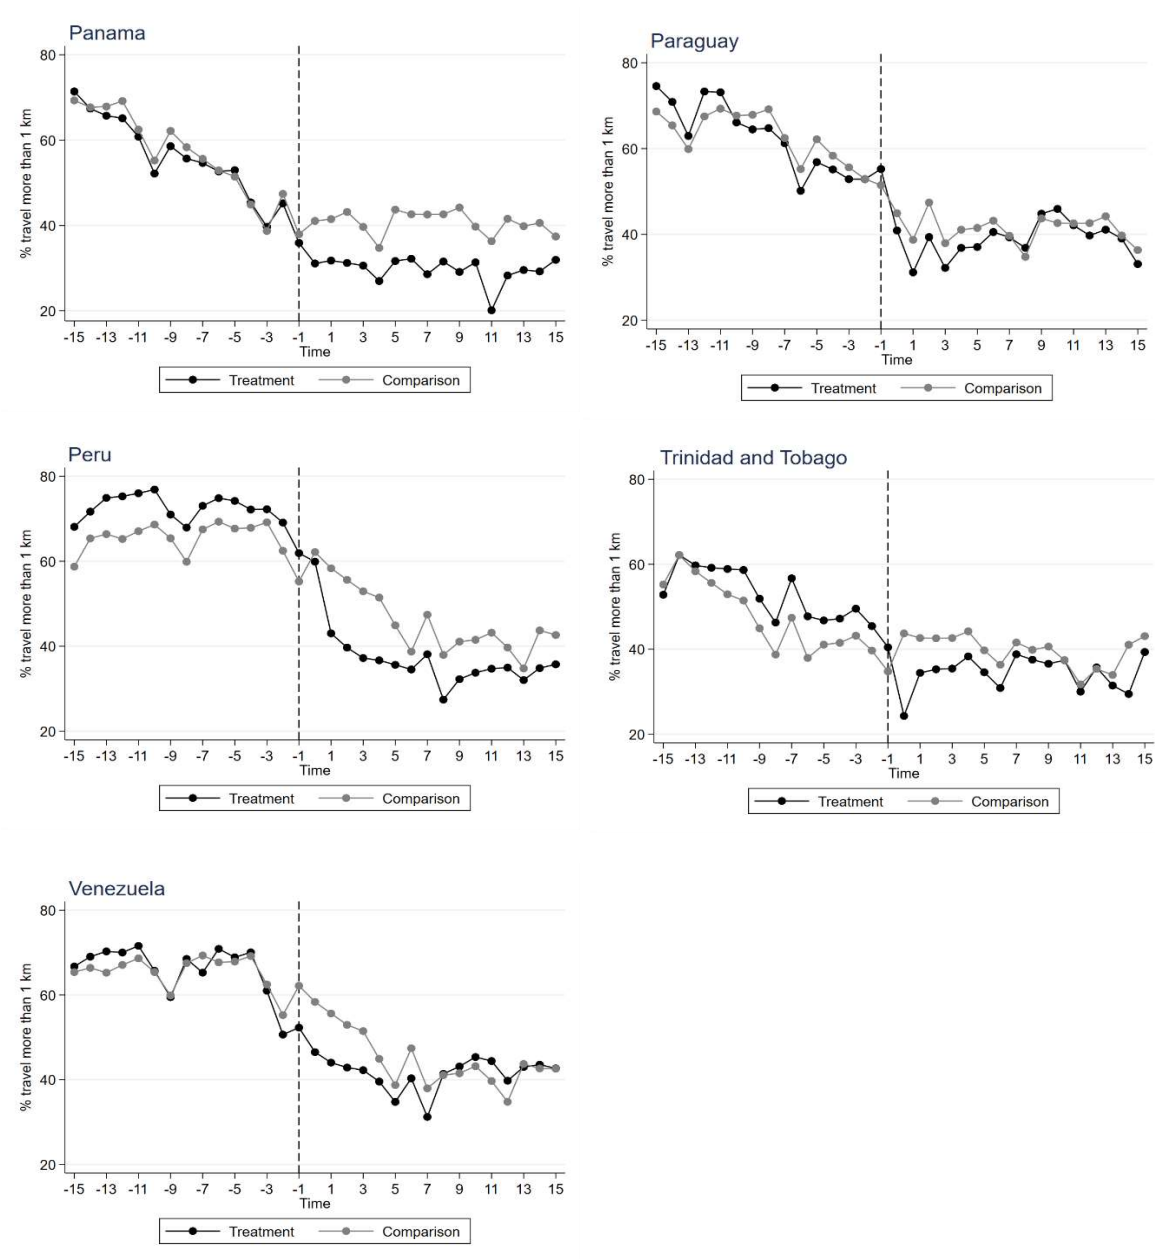 Panama
% travel more than 1 km
80
60
40
20
-15 -13 -11 -9 -7 -5 -3 -1 1 3 5 7 9 11 13 15
Time
Treatment Comparison
Paraguay
% travel more than 1 km
80
60
40
20
-15 -13 -11 -9 -7 -5 -3 -1 1 3 5 7 9 11 13 15
Time
Treatment Comparison
Peru
% travel more than 1 km
80
60
40
20
-15 -13 -11 -9 -7 -5 -3 -1 1 3 5 7 9 11 13 15
Time
Treatment Comparison
Trinidad and Tobago
% travel more than 1 km
80
60
40
20
-15 -13 -11 -9 -7 -5 -3 -1 1 3 5 7 9 11 13 15
Time
Treatment Comparison
Venezuela
% travel more than 1 km
80
60
40
20
-15 -13 -11 -9 -7 -5 -3 -1 1 3 5 7 9 11 13 15
Time
Treatment Comparison